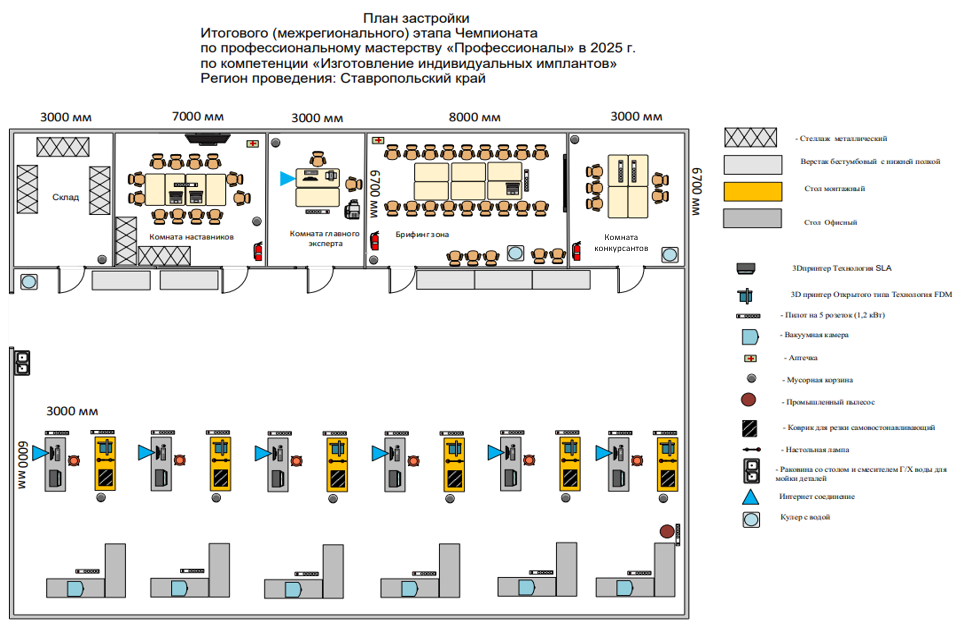 План застройки
Итогового (межрегионального) этапа Чемпионата
по профессиональному мастерству «Профессионалы» в 2025 г.
по компетенции «Изготовление индивидуальных имплантов»
Регион проведения: Ставропольский край
3000 мм
7000 мм
3000 мм
8000 мм
3000 мм
Склад
Комната наставников
Комната главного
эксперта
6700 мм
Брифинг зона
Комната
конкурсантов
6700 мм
3000 мм
6000 мм
- Стеллаж металлический
Верстак бестумбовый с нижней полкой
Стол монтажный
Стол Офисный
3Dпринтер Технология SLA
3D принтер Открытого типа Технология FDM
- Пилот на 5 розеток (1,2 кВт)
- Вакуумная камера
- Аптечка
- Мусорная корзина
- Промышленный пылесос
- Коврик для резки самовостонавливающий
- Настольная лампа
- Раковина со столом и смесителем Г/Х воды для
мойки деталей
Интернет соединение
Кулер с водой